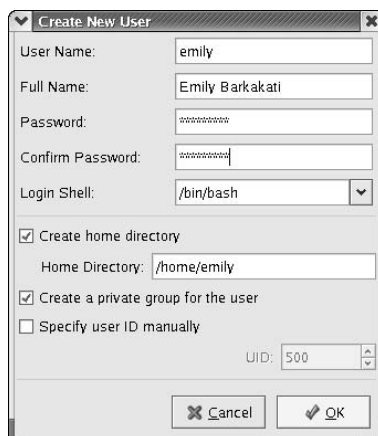 Create New User
User Name: emily
Full Name: Emily Barkakati
Password: ********
Confirm Password: ********
Login Shell: /bin/bash
Create home directory
Home Directory: /home/emily
Create a private group for the user
Specify user ID manually
UID: 500
Cancel OK